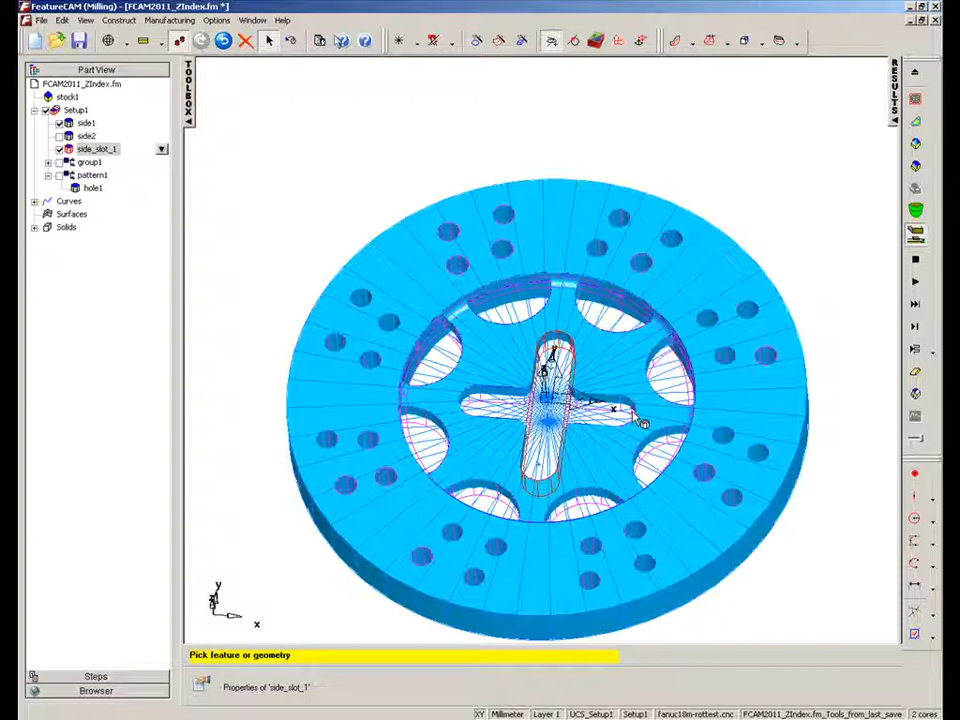 FeatureCAM (Milling) - [FCAM2011_ZIndex.fm *]
File Edit View Construct Manufacturing Options Window Help
PartView
FCAM2011_ZIndex.fm
stock1
Setup1
side1
side2
side_slot_1
group1
pattern1
hole1
Curves
Surfaces
Solids
TOOLBOX
RESULTS
y
x
y
x
Pick feature or geometry
Steps
Browser
Properties of 'side_slot_1'
XY Millimeter Layer 1 UCS_Setup1 Setup1 fanuc18m-rottest.cnc FCAM2011_ZIndex.fm_Tools_from_last_save 2 cores